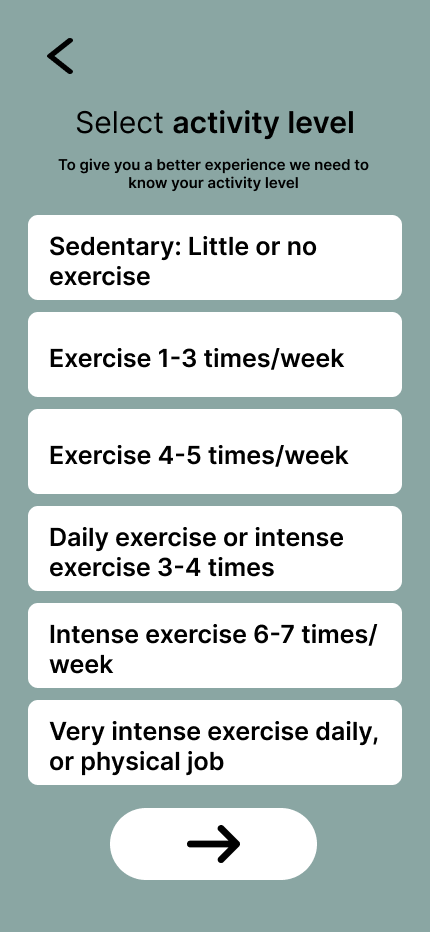 Select activity level
To give you a better experience we need to
know your activity level
Sedentary: Little or no
exercise
Exercise 1-3 times/week
Exercise 4-5 times/week
Daily exercise or intense
exercise 3-4 times
Intense exercise 6-7 times/
week
Very intense exercise daily,
or physical job